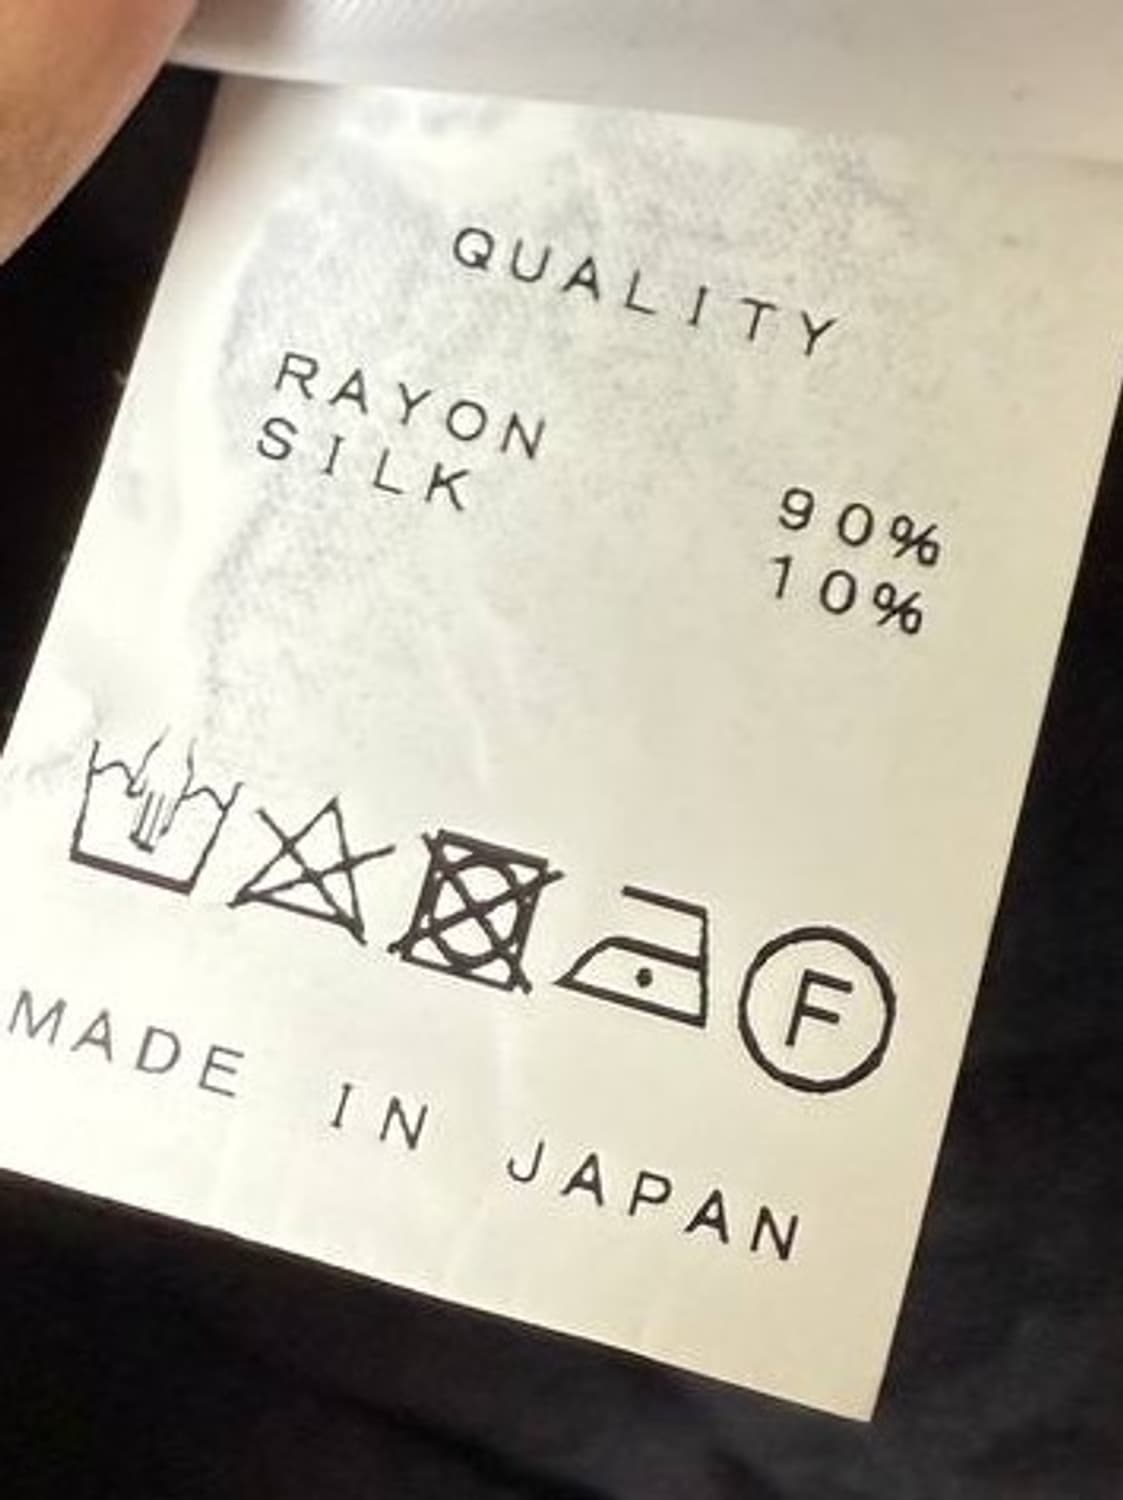 QUALITY
RAYON 90%
SILK 10%
F
MADE IN JAPAN